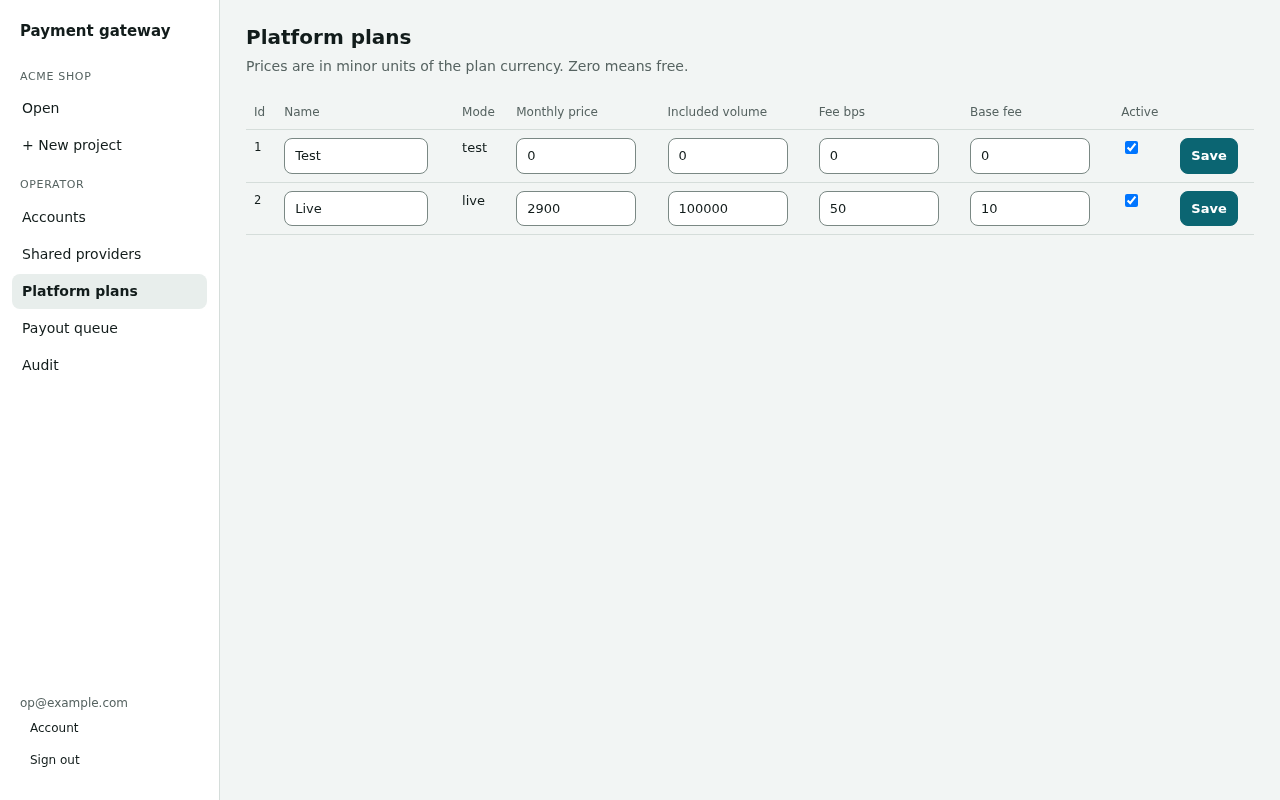 Payment gateway
ACME SHOP
Open
+ New project
OPERATOR
Accounts
Shared providers
Platform plans
Payout queue
Audit
op@example.com
Account
Sign out
Platform plans
Prices are in minor units of the plan currency. Zero means free.
Id Name Mode Monthly price Included volume Fee bps Base fee Active
1 Test test 0 0 0 0 Save
2 Live live 2900 100000 50 10 Save